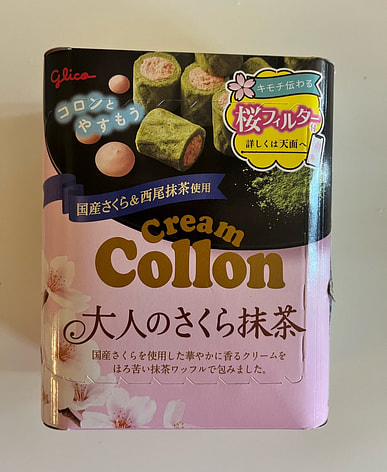 glico
コロンと
やすもう
キモチ伝わる
桜フィルター
詳しくは天面へ
国産さくら&西尾抹茶使用
Cream
Collon
大人のさくら抹茶
国産さくらを使用した華やかに香るクリームを
ほろ苦い抹茶ワッフルで包みました。